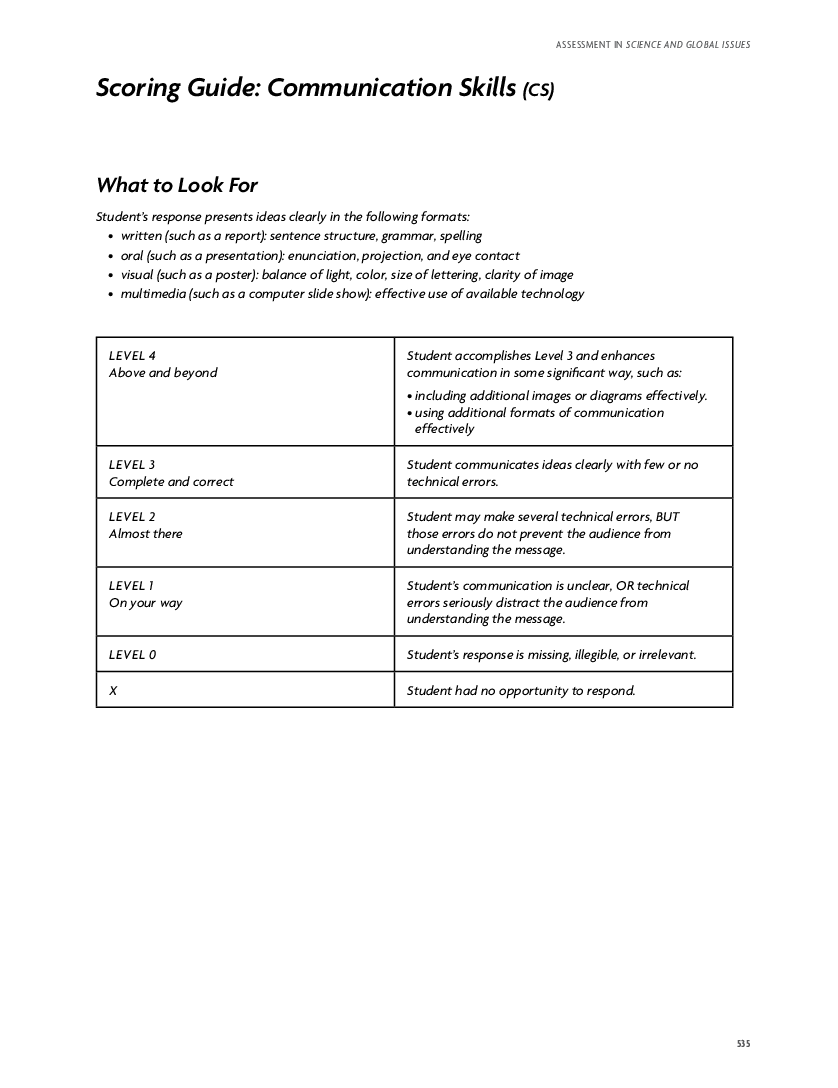 ASSESSMENT IN SCIENCE AND GLOBAL ISSUES
Scoring Guide: Communication Skills (CS)
What to Look For
Student's response presents ideas clearly in the following formats:
• written (such as a report): sentence structure, grammar, spelling
• oral (such as a presentation): enunciation, projection, and eye contact
• visual (such as a poster): balance of light, color, size of lettering, clarity of image
• multimedia (such as a computer slide show): effective use of available technology
LEVEL 4
Above and beyond
Student accomplishes Level 3 and enhances
communication in some significant way, such as:
• including additional images or diagrams effectively.
• using additional formats of communication
effectively
LEVEL 3
Complete and correct
Student communicates ideas clearly with few or no
technical errors.
LEVEL 2
Almost there
Student may make several technical errors, BUT
those errors do not prevent the audience from
understanding the message.
LEVEL 1
On your way
Student's communication is unclear, OR technical
errors seriously distract the audience from
understanding the message.
LEVEL 0
Student's response is missing, illegible, or irrelevant.
X
Student had no opportunity to respond.
535